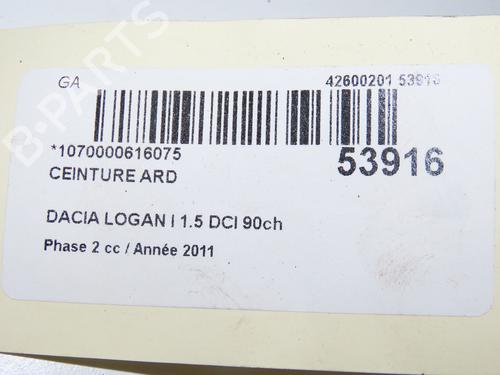 GA
42600201 53916
*1070000616075
53916
CEINTURE ARD
DACIA LOGAN I 1.5 DCI 90ch
Phase 2 cc / Année 2011
B-PARTS